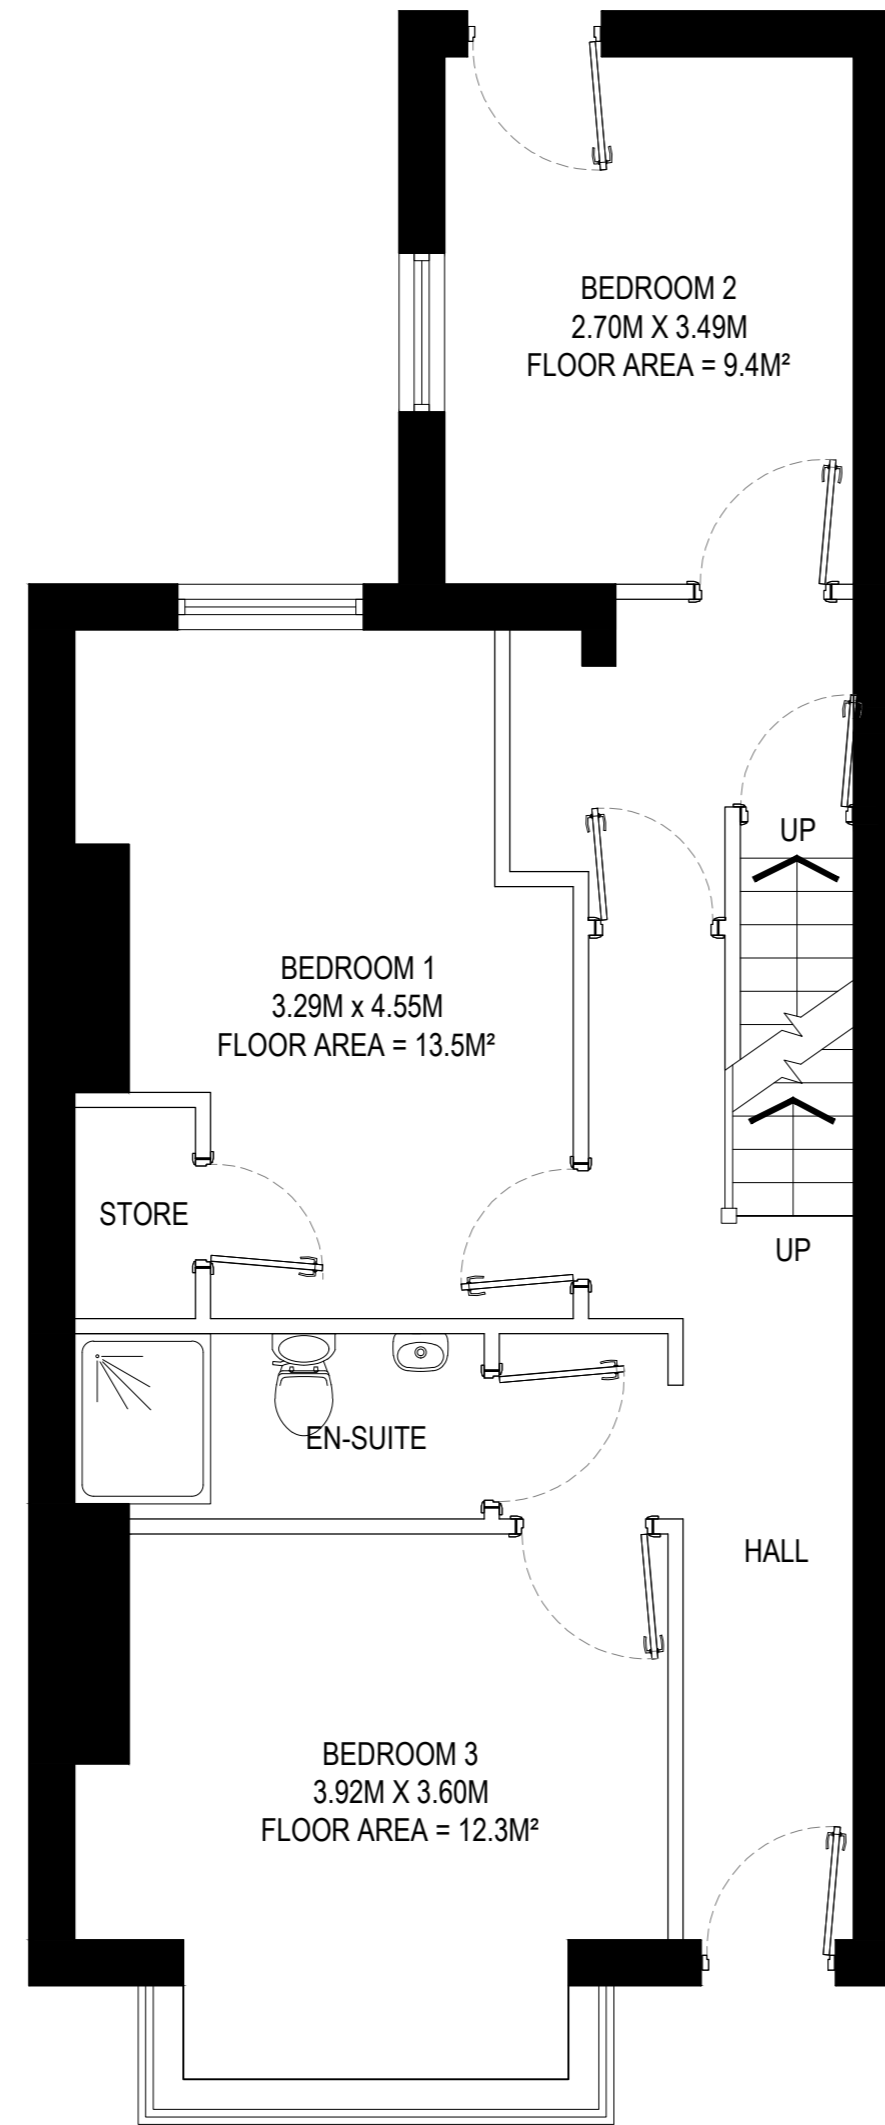 BEDROOM 2
2.70M X 3.49M
FLOOR AREA = 9.4M²
UP
BEDROOM 1
3.29M x 4.55M
FLOOR AREA = 13.5M²
STORE
UP
EN-SUITE
HALL
BEDROOM 3
3.92M X 3.60M
FLOOR AREA = 12.3M²